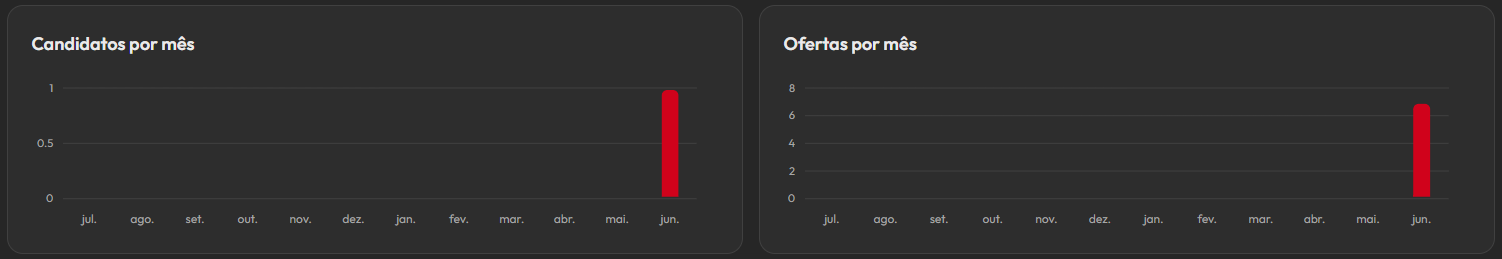 Candidatos por mês
1
0.5
0
jul. ago. set. out. nov. dez. jan. fev. mar. abr. mai. jun.
Ofertas por mês
8
6
4
2
0
jul. ago. set. out. nov. dez. jan. fev. mar. abr. mai. jun.